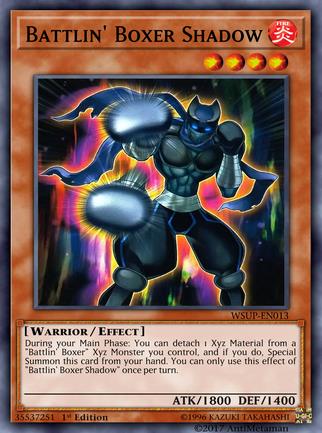 BATTLIN' BOXER SHADOW
FIRE
炎
WSUP-EN013
[WARRIOR / EFFECT]
During your Main Phase: You can detach 1 Xyz Material from a
"Battlin' Boxer" Xyz Monster you control, and if you do, Special
Summon this card from your hand. You can only use this effect of
"Battlin' Boxer Shadow" once per turn.
ATK/1800 DEF/1400
35537251 1st Edition ©1996 KAZUKI TAKAHASHI
©2017 AntiMetaman